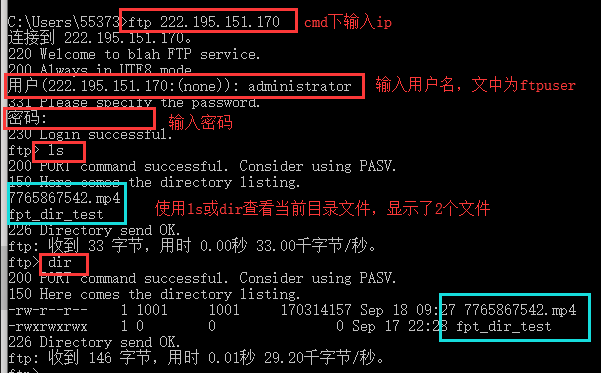 C:\Users\55373>ftp 222.195.151.170 cmd下输入ip
连接到 222.195.151.170。
220 Welcome to blah FTP service.
200 Always in UTF8 mode.
用户(222.195.151.170:(none)): administrator 输入用户名，文中为ftpuser
331 Please specify the password.
密码: 输入密码
230 Login successful.
ftp> ls
200 PORT command successful. Consider using PASV.
150 Here comes the directory listing.
7765867542.mp4
fpt_dir_test 使用ls或dir查看当前目录文件，显示了2个文件
226 Directory send OK.
ftp: 收到 33 字节，用时 0.00秒 33.00千字节/秒。
ftp> dir
200 PORT command successful. Consider using PASV.
150 Here comes the directory listing.
-rw-r--r-- 1 1001 1001 170314157 Sep 18 09:27 7765867542.mp4
-rwxrwxrwx 1 0 0 0 Sep 17 22:28 fpt_dir_test
226 Directory send OK.
ftp: 收到 146 字节，用时 0.01秒 29.20千字节/秒。
ftp>